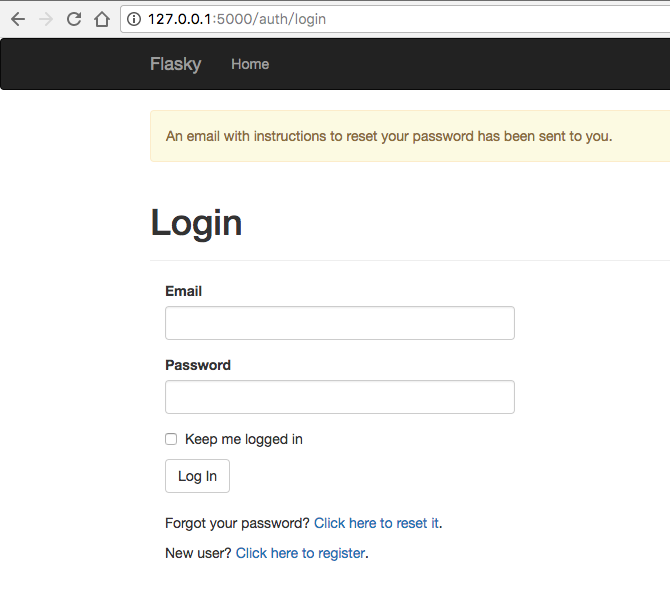 127.0.0.1:5000/auth/login
Flasky Home
An email with instructions to reset your password has been sent to you.
Login
Email
Password
Keep me logged in
Log In
Forgot your password? Click here to reset it.
New user? Click here to register.